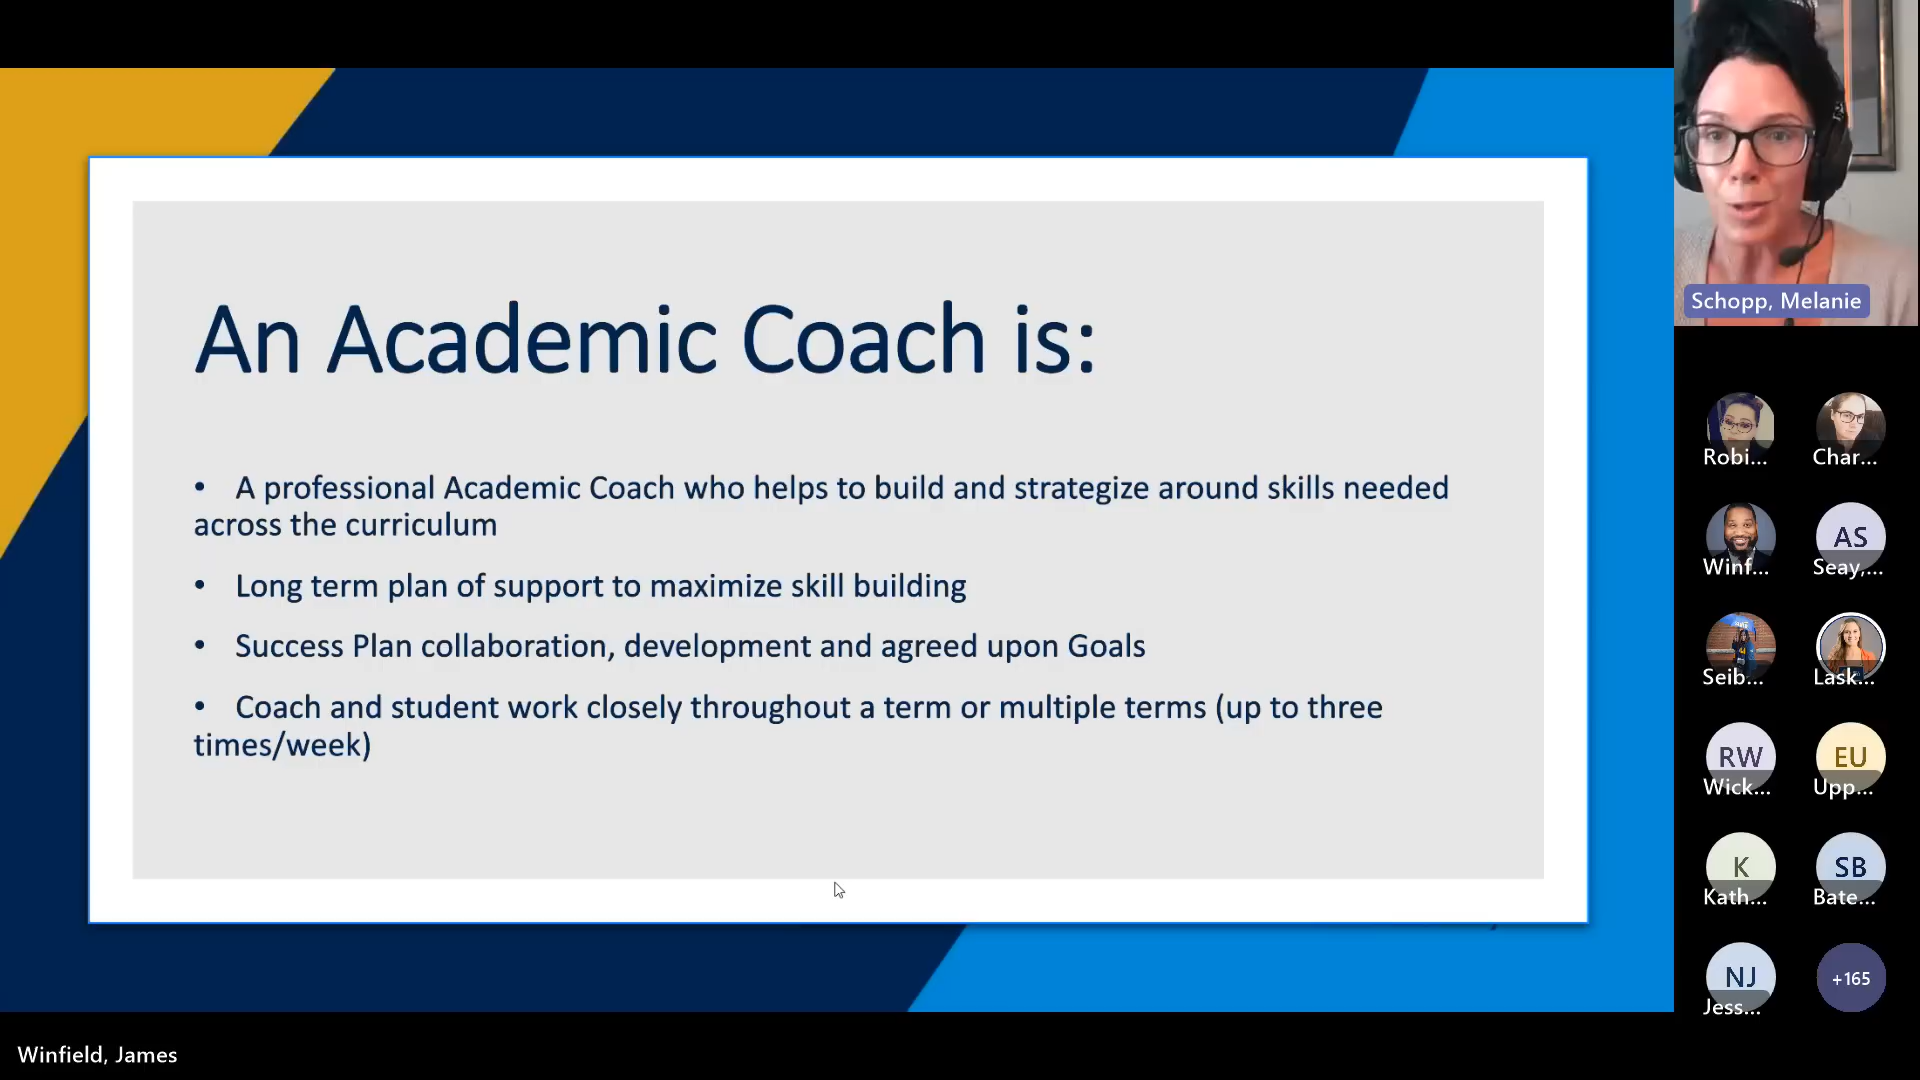 An Academic Coach is:
• A professional Academic Coach who helps to build and strategize around skills needed
across the curriculum
• Long term plan of support to maximize skill building
• Success Plan collaboration, development and agreed upon Goals
• Coach and student work closely throughout a term or multiple terms (up to three
times/week)
Schopp, Melanie
Robi... Char...
AS
Winf... Seay,...
Seib... Lask...
RW EU
Wick... Upp...
K SB
Kath... Bate...
NJ +165
Jess...
Winfield, James